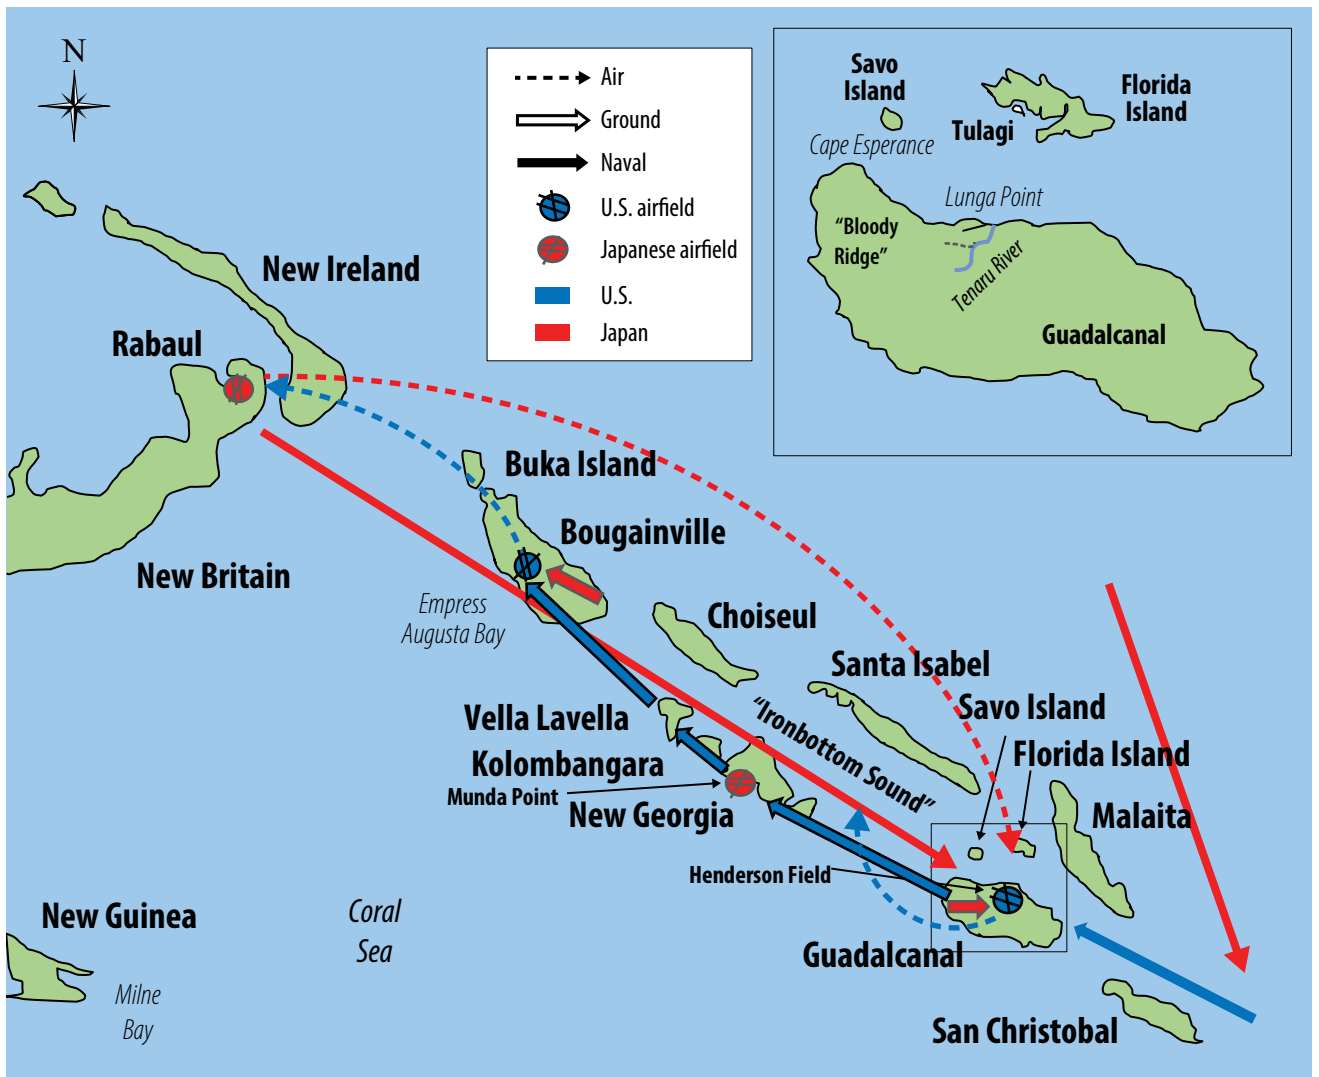 N
Air
Ground
Naval
U.S. airfield
Japanese airfield
U.S.
Japan
Savo
Island
Florida
Island
Tulagi
Cape Esperance
Lunga Point
"Bloody
Ridge"
Tenaru River
Guadalcanal
New Ireland
Rabaul
Buka Island
Bougainville
New Britain
Empress
Augusta Bay
Choiseul
Santa Isabel
Savo Island
Vella Lavella
"Ironbottom Sound"
Florida Island
Kolombangara
Munda Point
New Georgia
Malaita
Henderson Field
New Guinea
Coral
Sea
Guadalcanal
Milne
Bay
San Christobal